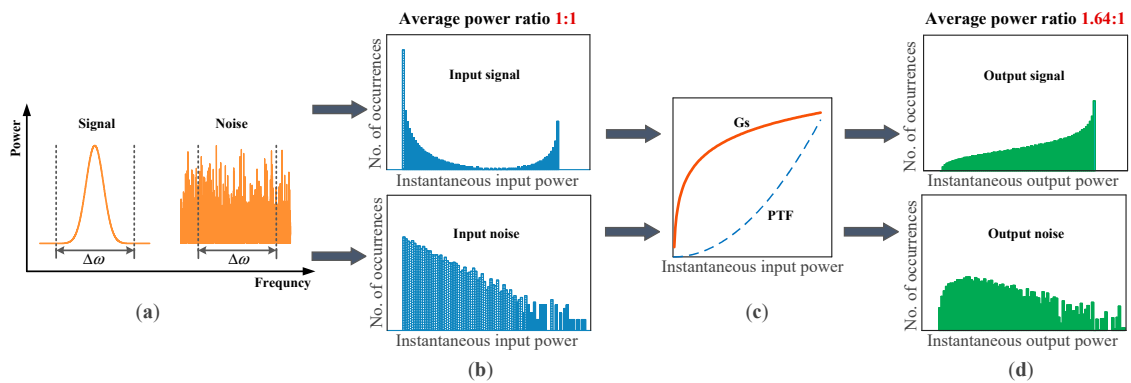 Power
Signal
Noise
Δω
Δω
Frequncy
(a)
Average power ratio 1:1
No. of occurrences
Input signal
Instantaneous input power
No. of occurrences
Input noise
Instantaneous input power
(b)
Gs
PTF
Instantaneous input power
(c)
Average power ratio 1.64:1
No. of occurrences
Output signal
Instantaneous output power
No. of occurrences
Output noise
Instantaneous output power
(d)